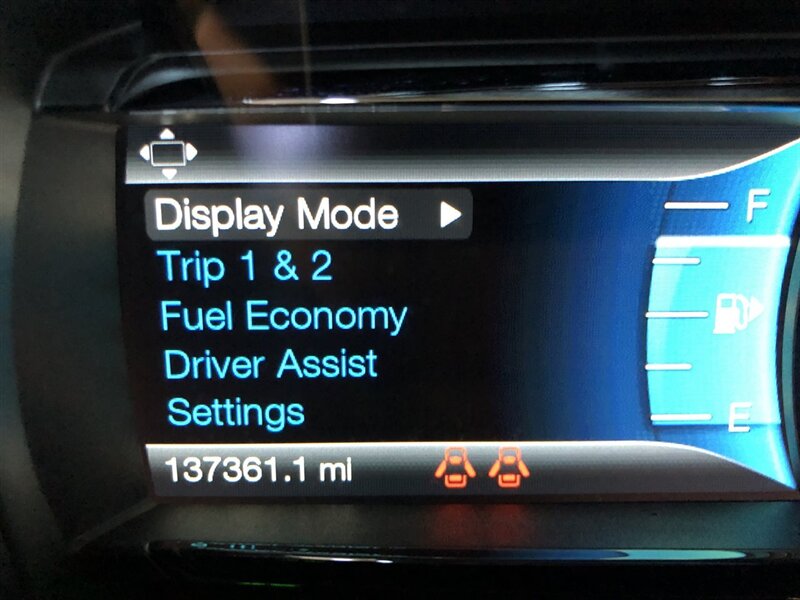 Display Mode
Trip 1 & 2
Fuel Economy
Driver Assist
Settings
137361.1 mi
F
E